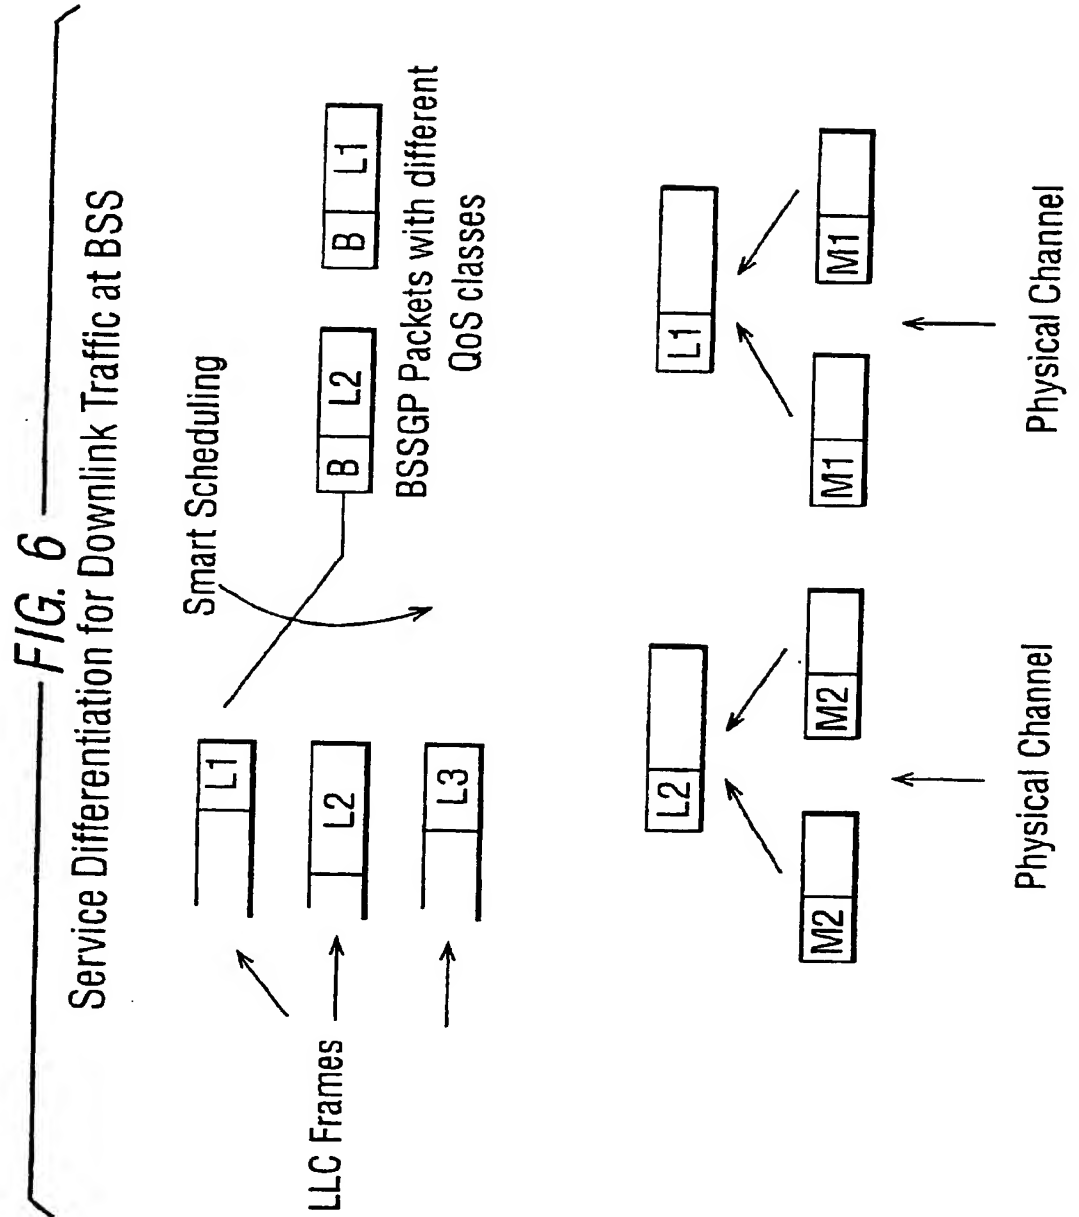 FIG. 6
Service Differentiation for Downlink Traffic at BSS
Smart Scheduling
LLC Frames
L1
L2
L3
B L2
B L1
BSSGP Packets with different
QoS classes
L2
L1
M2
M2
M1
M1
Physical Channel
Physical Channel